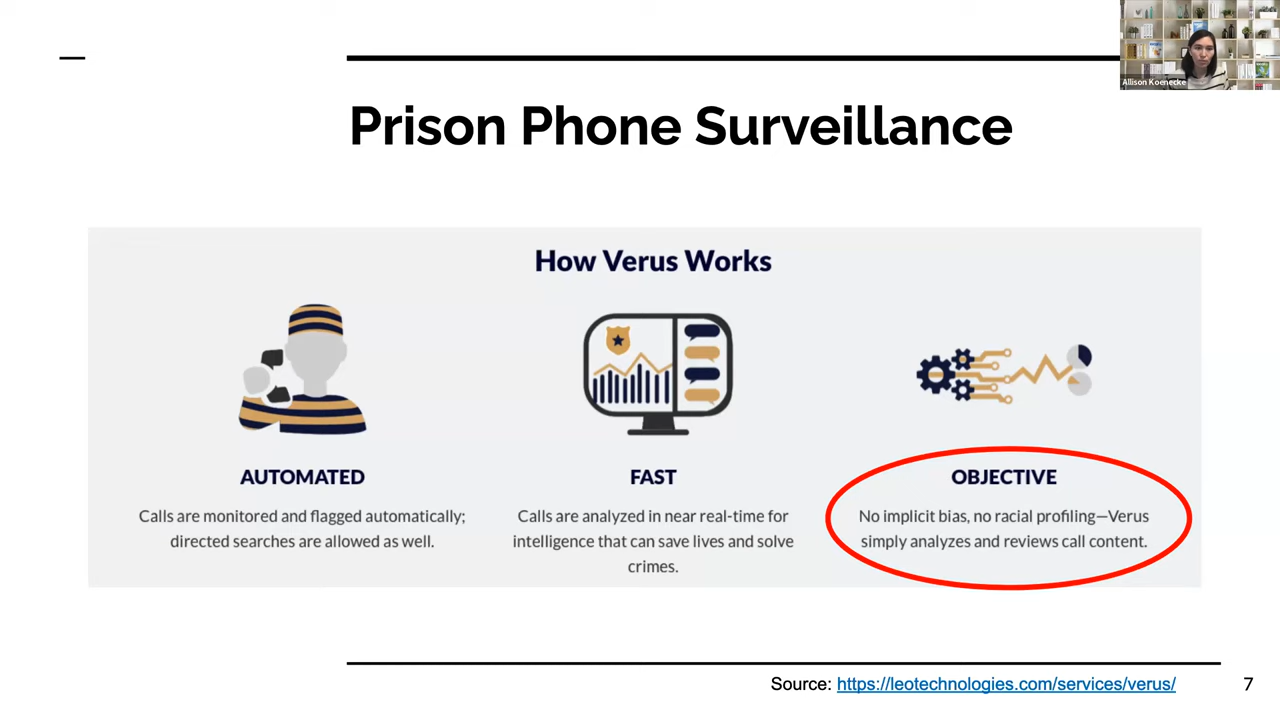 Allison Koenecke
Prison Phone Surveillance
How Verus Works
AUTOMATED
Calls are monitored and flagged automatically;
directed searches are allowed as well.
FAST
Calls are analyzed in near real-time for
intelligence that can save lives and solve
crimes.
OBJECTIVE
No implicit bias, no racial profiling—Verus
simply analyzes and reviews call content.
Source: https://leotechnologies.com/services/verus/
7